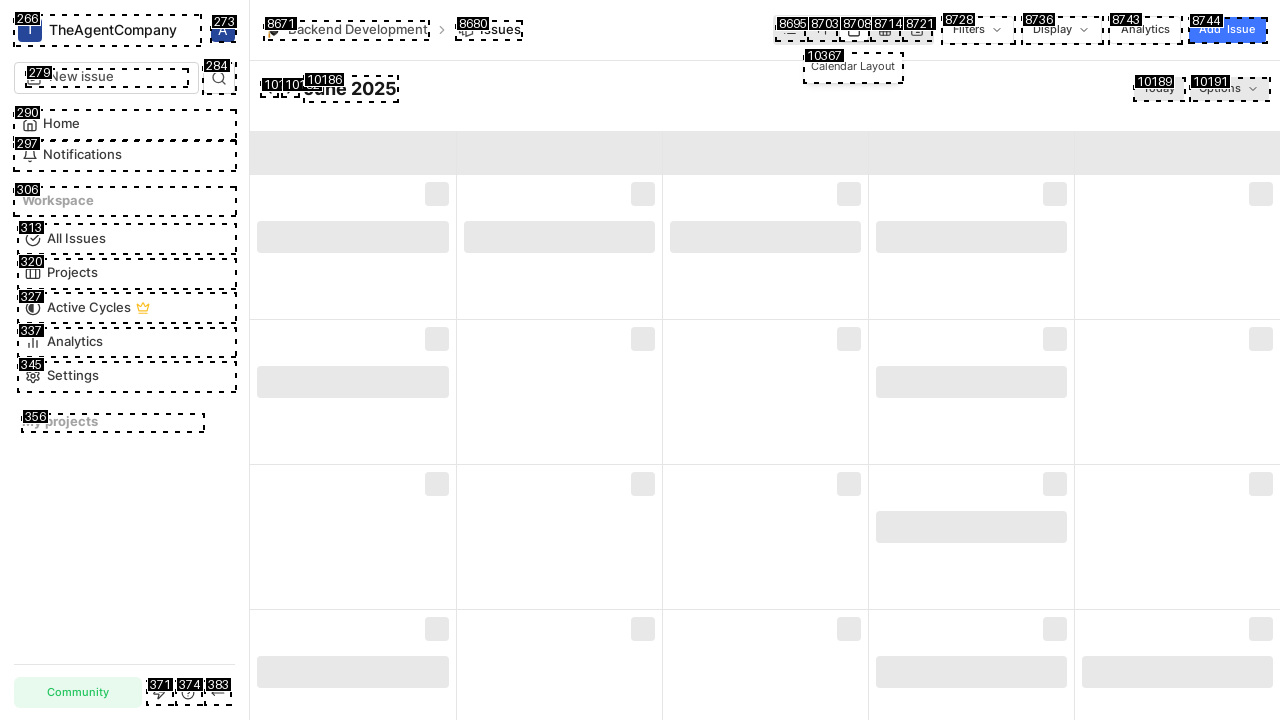 266
T TheAgentCompany
273
A
279
New issue
284
290
Home
297
Notifications
306
Workspace
313
All Issues
320
Projects
327
Active Cycles
337
Analytics
345
Settings
356
My projects
Community
371
374
383
8671
Backend Development
8680
Issues
8695
8703
8708
8714
8721
8728
Filters
8736
Display
8743
Analytics
8744
Add Issue
10367
Calendar Layout
10186
June 2025
10189
Today
10191
Options